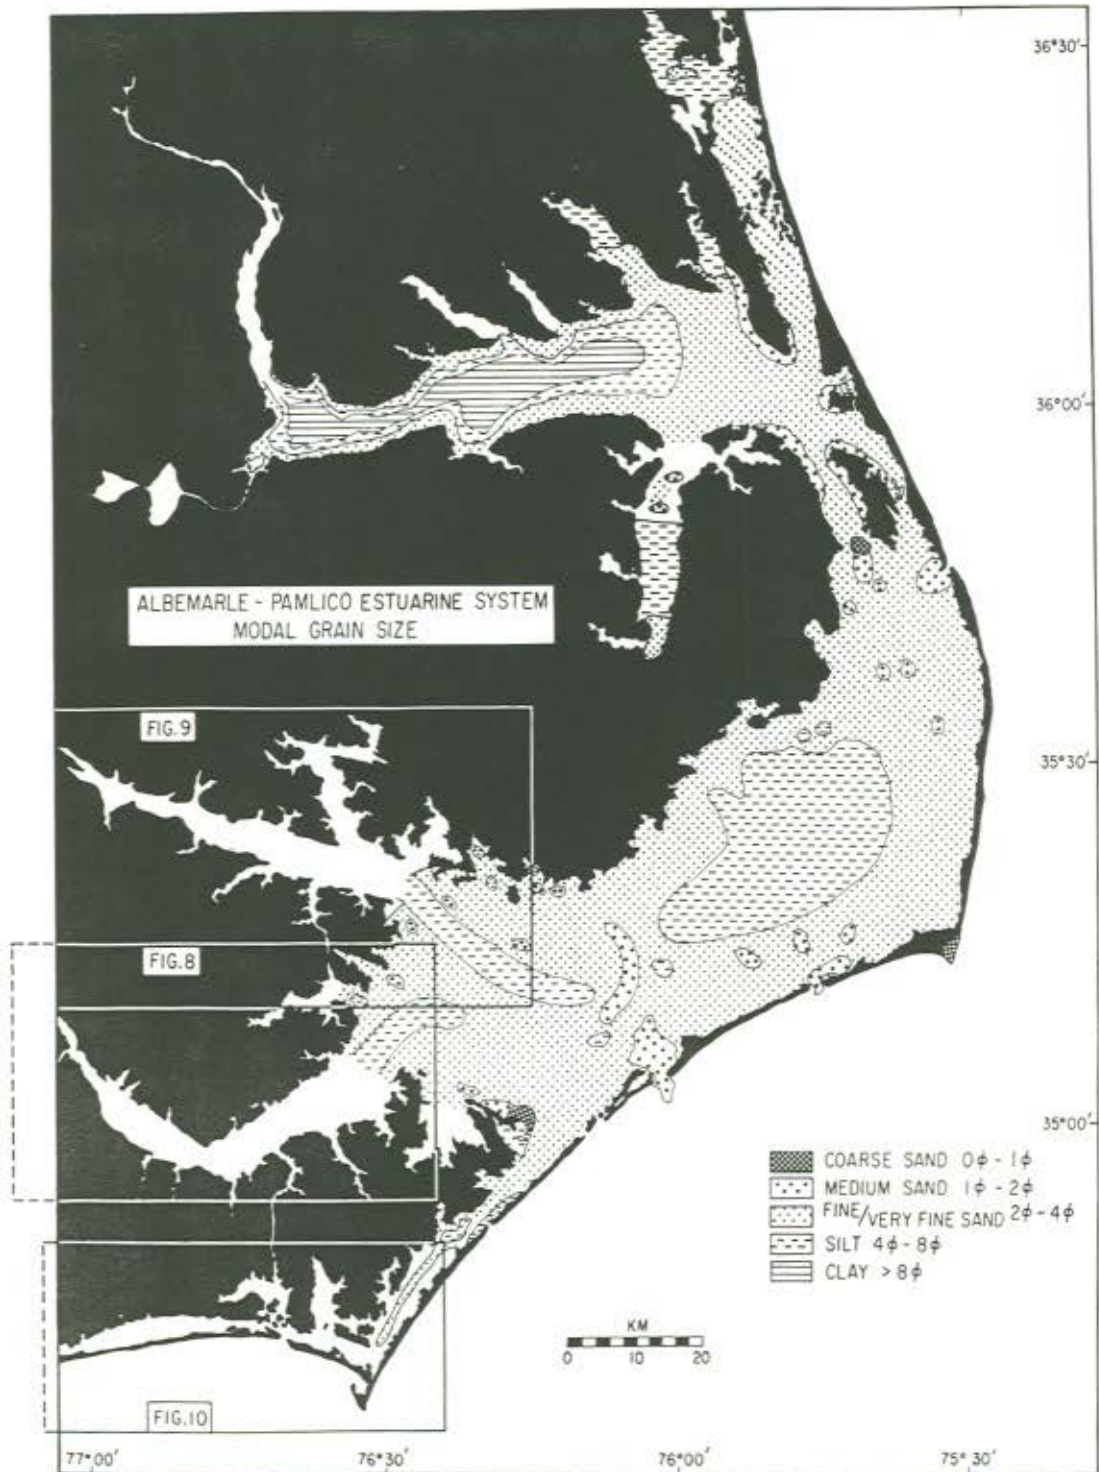 36°30′
36°00′
ALBEMARLE - PAMLICO ESTUARINE SYSTEM
MODAL GRAIN SIZE
FIG.9
35°30′
FIG.8
35°00′
COARSE SAND 0ϕ - 1ϕ
MEDIUM SAND 1ϕ - 2ϕ
FINE/VERY FINE SAND 2ϕ - 4ϕ
SILT 4ϕ - 8ϕ
CLAY >8ϕ
KM
0 10 20
FIG.10
77°00′ 76°30′ 76°00′ 75°30′